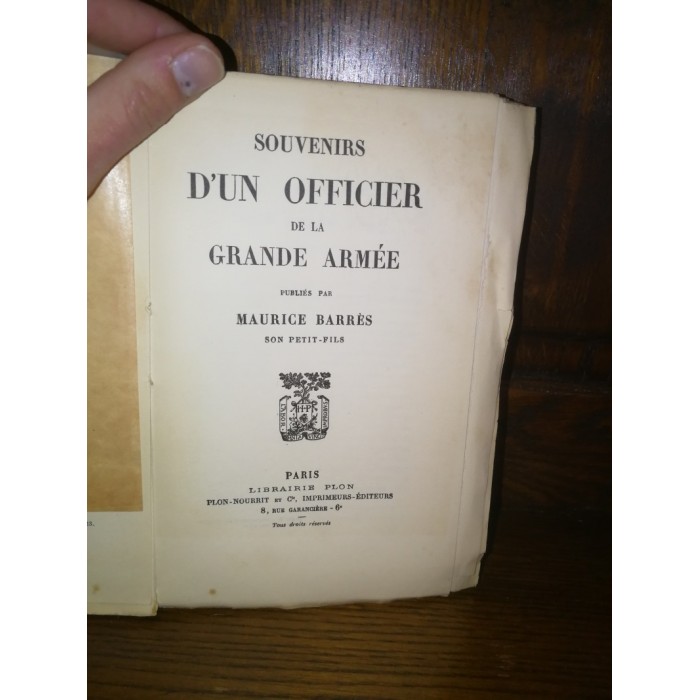 SOUVENIRS
D'UN OFFICIER
DE LA
GRANDE ARMÉE
PUBLIÉS PAR
MAURICE BARRÈS
SON PETIT-FILS
LABOR
H·P
PARIS
LIBRAIRIE PLON
PLON-NOURRIT ET Cie, IMPRIMEURS-ÉDITEURS
8, RUE GARANCIÈRE - 6e
Tous droits réservés